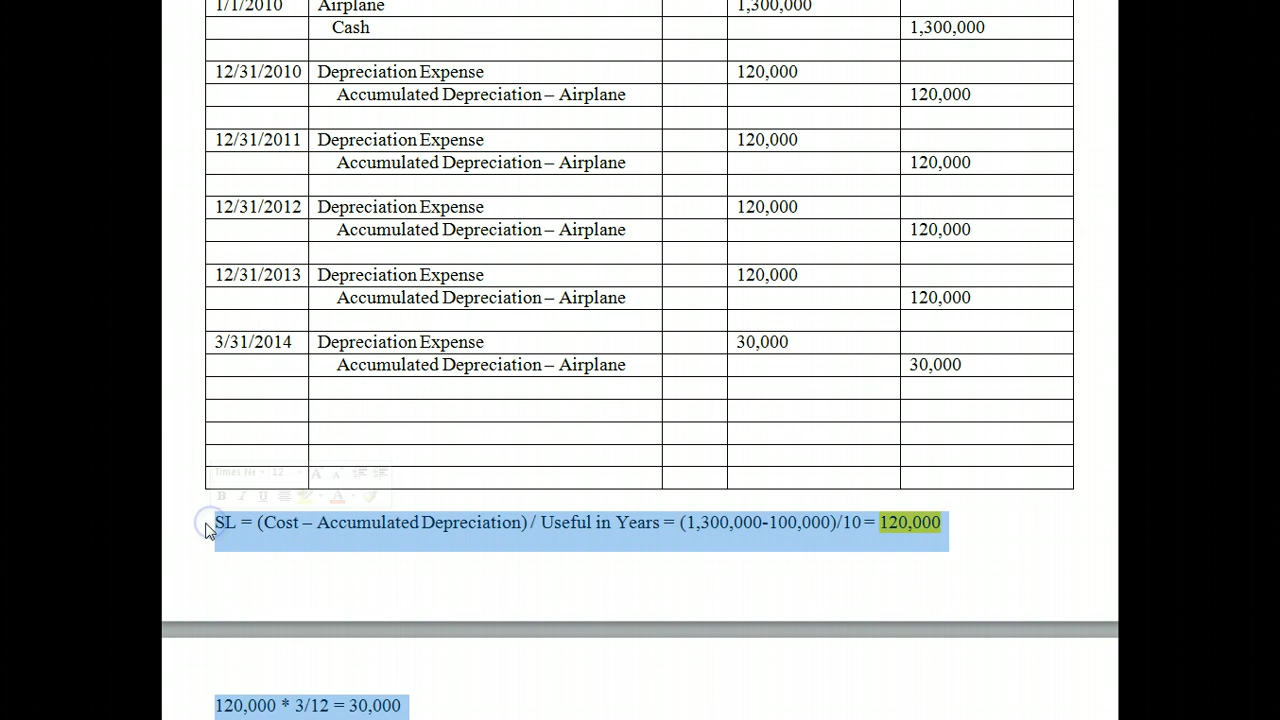 1/1/2010 Airplane 1,300,000
Cash 1,300,000
12/31/2010 Depreciation Expense 120,000
Accumulated Depreciation – Airplane 120,000
12/31/2011 Depreciation Expense 120,000
Accumulated Depreciation – Airplane 120,000
12/31/2012 Depreciation Expense 120,000
Accumulated Depreciation – Airplane 120,000
12/31/2013 Depreciation Expense 120,000
Accumulated Depreciation – Airplane 120,000
3/31/2014 Depreciation Expense 30,000
Accumulated Depreciation – Airplane 30,000
Times Ne 12 A A
B I U A
SL = (Cost – Accumulated Depreciation) / Useful in Years = (1,300,000-100,000)/10 = 120,000
120,000 * 3/12 = 30,000